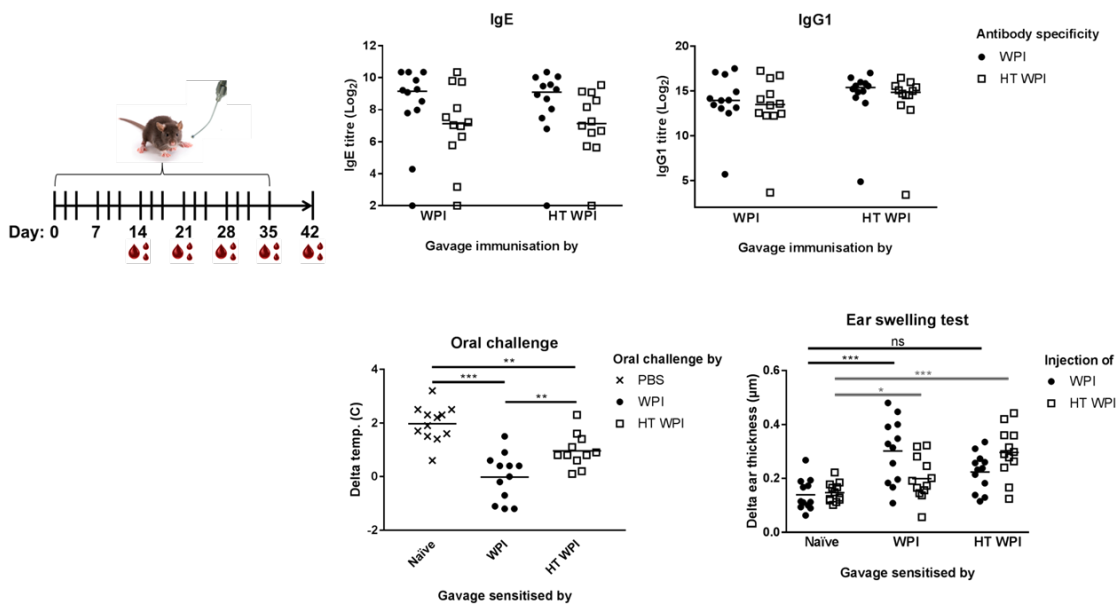 Day: 0 7 14 21 28 35 42
IgE
IgE titre (Log2)
12
10
8
6
4
2
WPI HT WPI
Gavage immunisation by
IgG1
IgG1 titre (Log2)
20
15
10
5
WPI HT WPI
Gavage immunisation by
Antibody specificity
WPI
HT WPI
Oral challenge
Delta temp. (C)
4
2
0
-2
**
***
**
Naïve WPI HT WPI
Gavage sensitised by
Oral challenge by
PBS
WPI
HT WPI
Ear swelling test
Delta ear thickness (µm)
0.6
0.4
0.2
0.0
ns
***
***
*
Naïve WPI HT WPI
Gavage sensitised by
Injection of
WPI
HT WPI